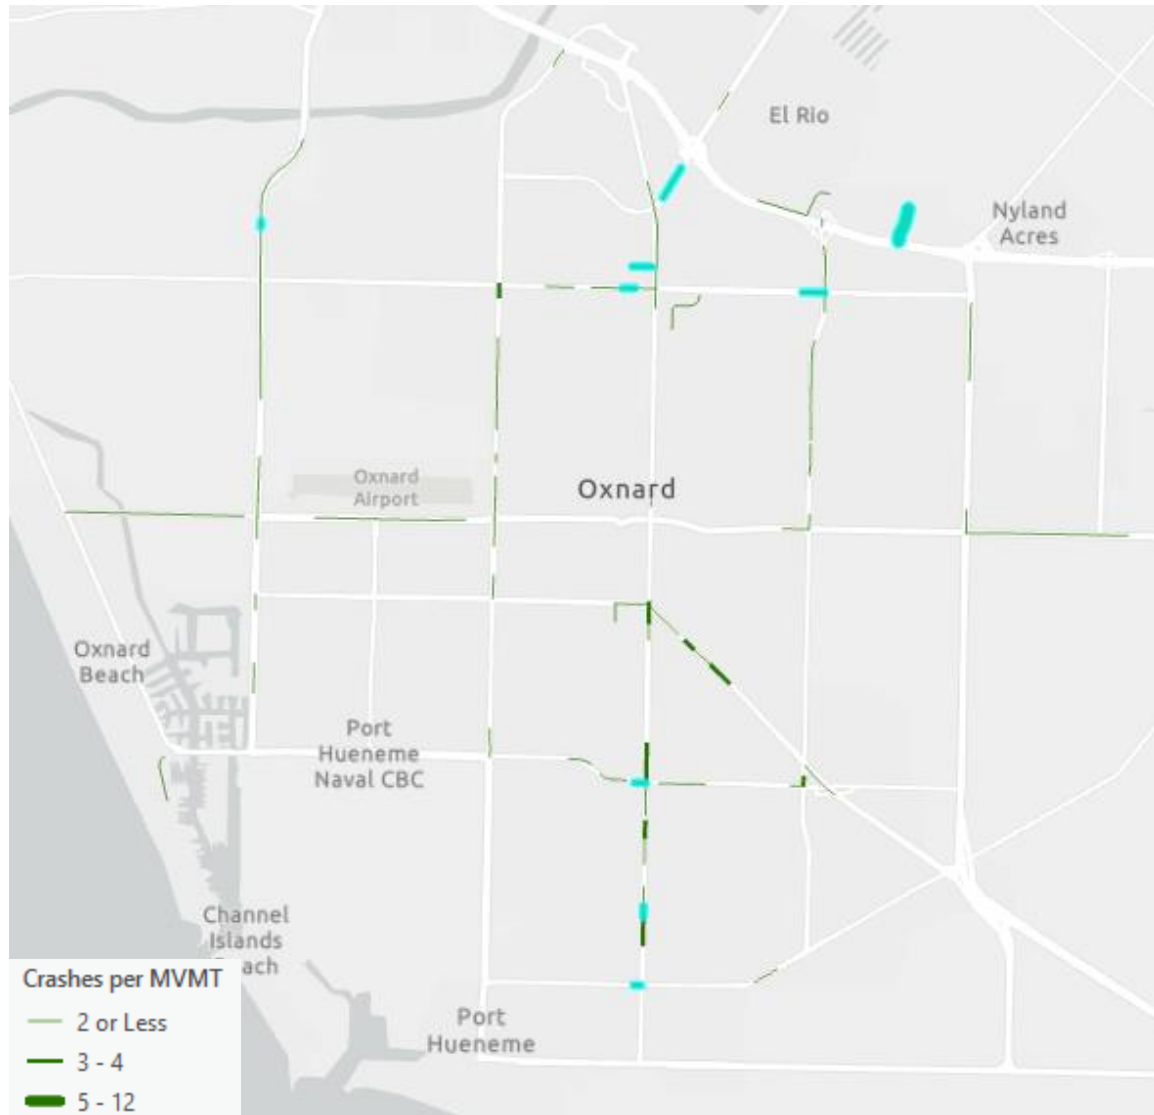 El Rio
Nyland
Acres
Oxnard
Airport
Oxnard
Oxnard
Beach
Port
Hueneme
Naval CBC
Channel
Islands
Port
Hueneme
Crashes per MVMT
2 or Less
3 - 4
5 - 12